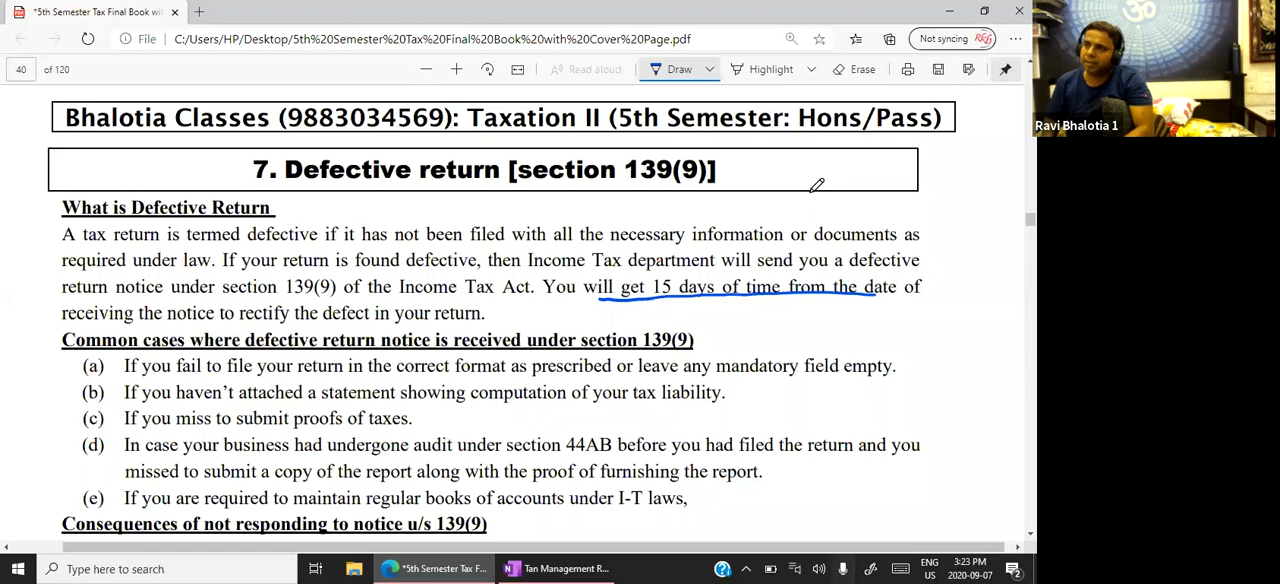 *5th Semester Tax Final Book wit
File
C:/Users/HP/Desktop/5th%20Semester%20Tax%20Final%20Book%20with%20Cover%20Page.pdf
Not syncing
40 of 120
Read aloud
Draw
Highlight
Erase
Bhalotia Classes (9883034569): Taxation II (5th Semester: Hons/Pass)
Ravi Bhalotia 1
7. Defective return [section 139(9)]
What is Defective Return
A tax return is termed defective if it has not been filed with all the necessary information or documents as
required under law. If your return is found defective, then Income Tax department will send you a defective
return notice under section 139(9) of the Income Tax Act. You will get 15 days of time from the date of
receiving the notice to rectify the defect in your return.
Common cases where defective return notice is received under section 139(9)
(a) If you fail to file your return in the correct format as prescribed or leave any mandatory field empty.
(b) If you haven't attached a statement showing computation of your tax liability.
(c) If you miss to submit proofs of taxes.
(d) In case your business had undergone audit under section 44AB before you had filed the return and you
missed to submit a copy of the report along with the proof of furnishing the report.
(e) If you are required to maintain regular books of accounts under I-T laws,
Consequences of not responding to notice u/s 139(9)
Type here to search
*5th Semester Tax F...
Tan Management R...
ENG
US
3:23 PM
2020-09-07
2